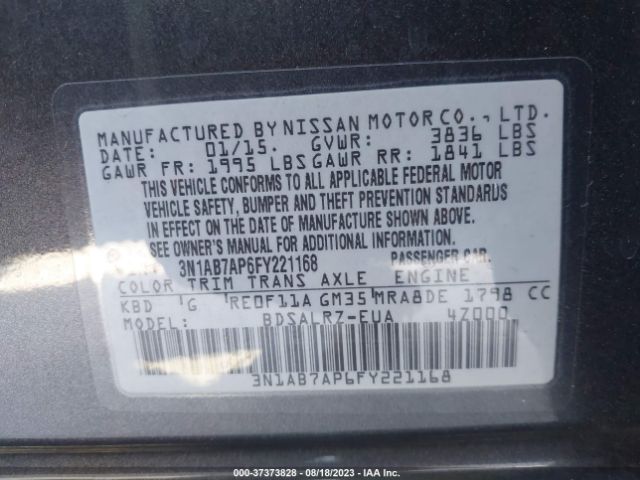 MANUFACTURED BY NISSAN MOTOR CO., LTD.
DATE: 01/15. GVWR: 3836 LBS
GAWR FR: 1995 LBS GAWR RR: 1841 LBS
THIS VEHICLE CONFORMS TO ALL APPLICABLE FEDERAL MOTOR
VEHICLE SAFETY, BUMPER AND THEFT PREVENTION STANDARDS
IN EFFECT ON THE DATE OF MANUFACTURE SHOWN ABOVE.
SEE OWNER'S MANUAL FOR ADDITIONAL INFORMATION.
3N1AB7AP6FY221168 PASSENGER CAR.
COLOR TRIM TRANS AXLE ENGINE
KBD G RE0F11A GM35 MRA8DE 1798 CC
MODEL: BDSALRZ-EUA 4Z000
3N1AB7AP6FY221168
000-37373828 - 08/18/2023 - IAA Inc.